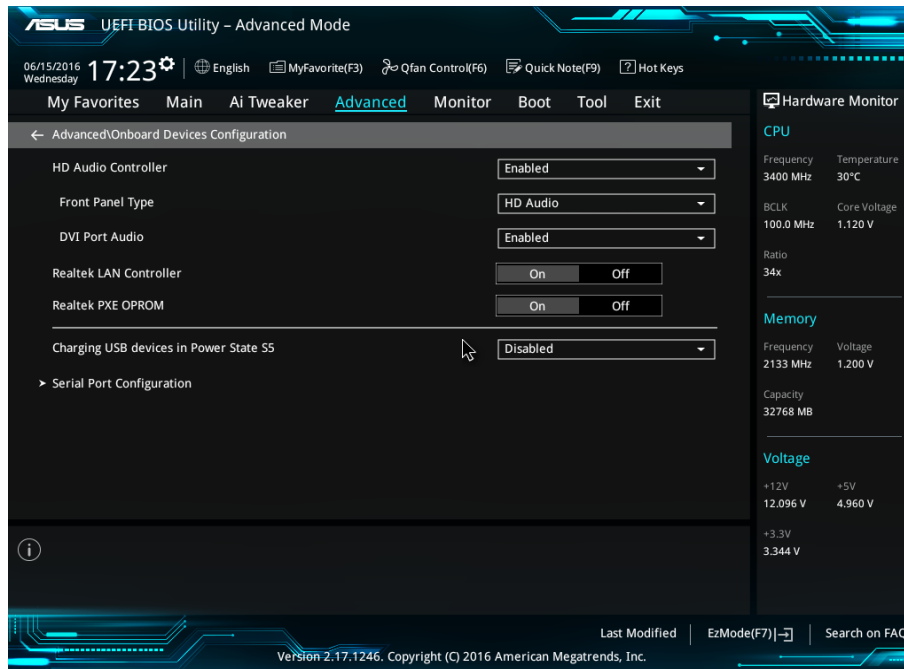 ASUS UEFI BIOS Utility – Advanced Mode
06/15/2016
Wednesday
17:23
English
MyFavorite(F3)
Qfan Control(F6)
Quick Note(F9)
? Hot Keys
My Favorites Main Ai Tweaker Advanced Monitor Boot Tool Exit
← Advanced\Onboard Devices Configuration
HD Audio Controller Enabled
Front Panel Type HD Audio
DVI Port Audio Enabled
Realtek LAN Controller On Off
Realtek PXE OPROM On Off
Charging USB devices in Power State S5 Disabled
Serial Port Configuration
Hardware Monitor
CPU
Frequency Temperature
3400 MHz 30°C
BCLK Core Voltage
100.0 MHz 1.120 V
Ratio
34x
Memory
Frequency Voltage
2133 MHz 1.200 V
Capacity
32768 MB
Voltage
+12V +5V
12.096 V 4.960 V
+3.3V
3.344 V
Last Modified
EzMode(F7)
Search on FAQ
Version 2.17.1246. Copyright (C) 2016 American Megatrends, Inc.